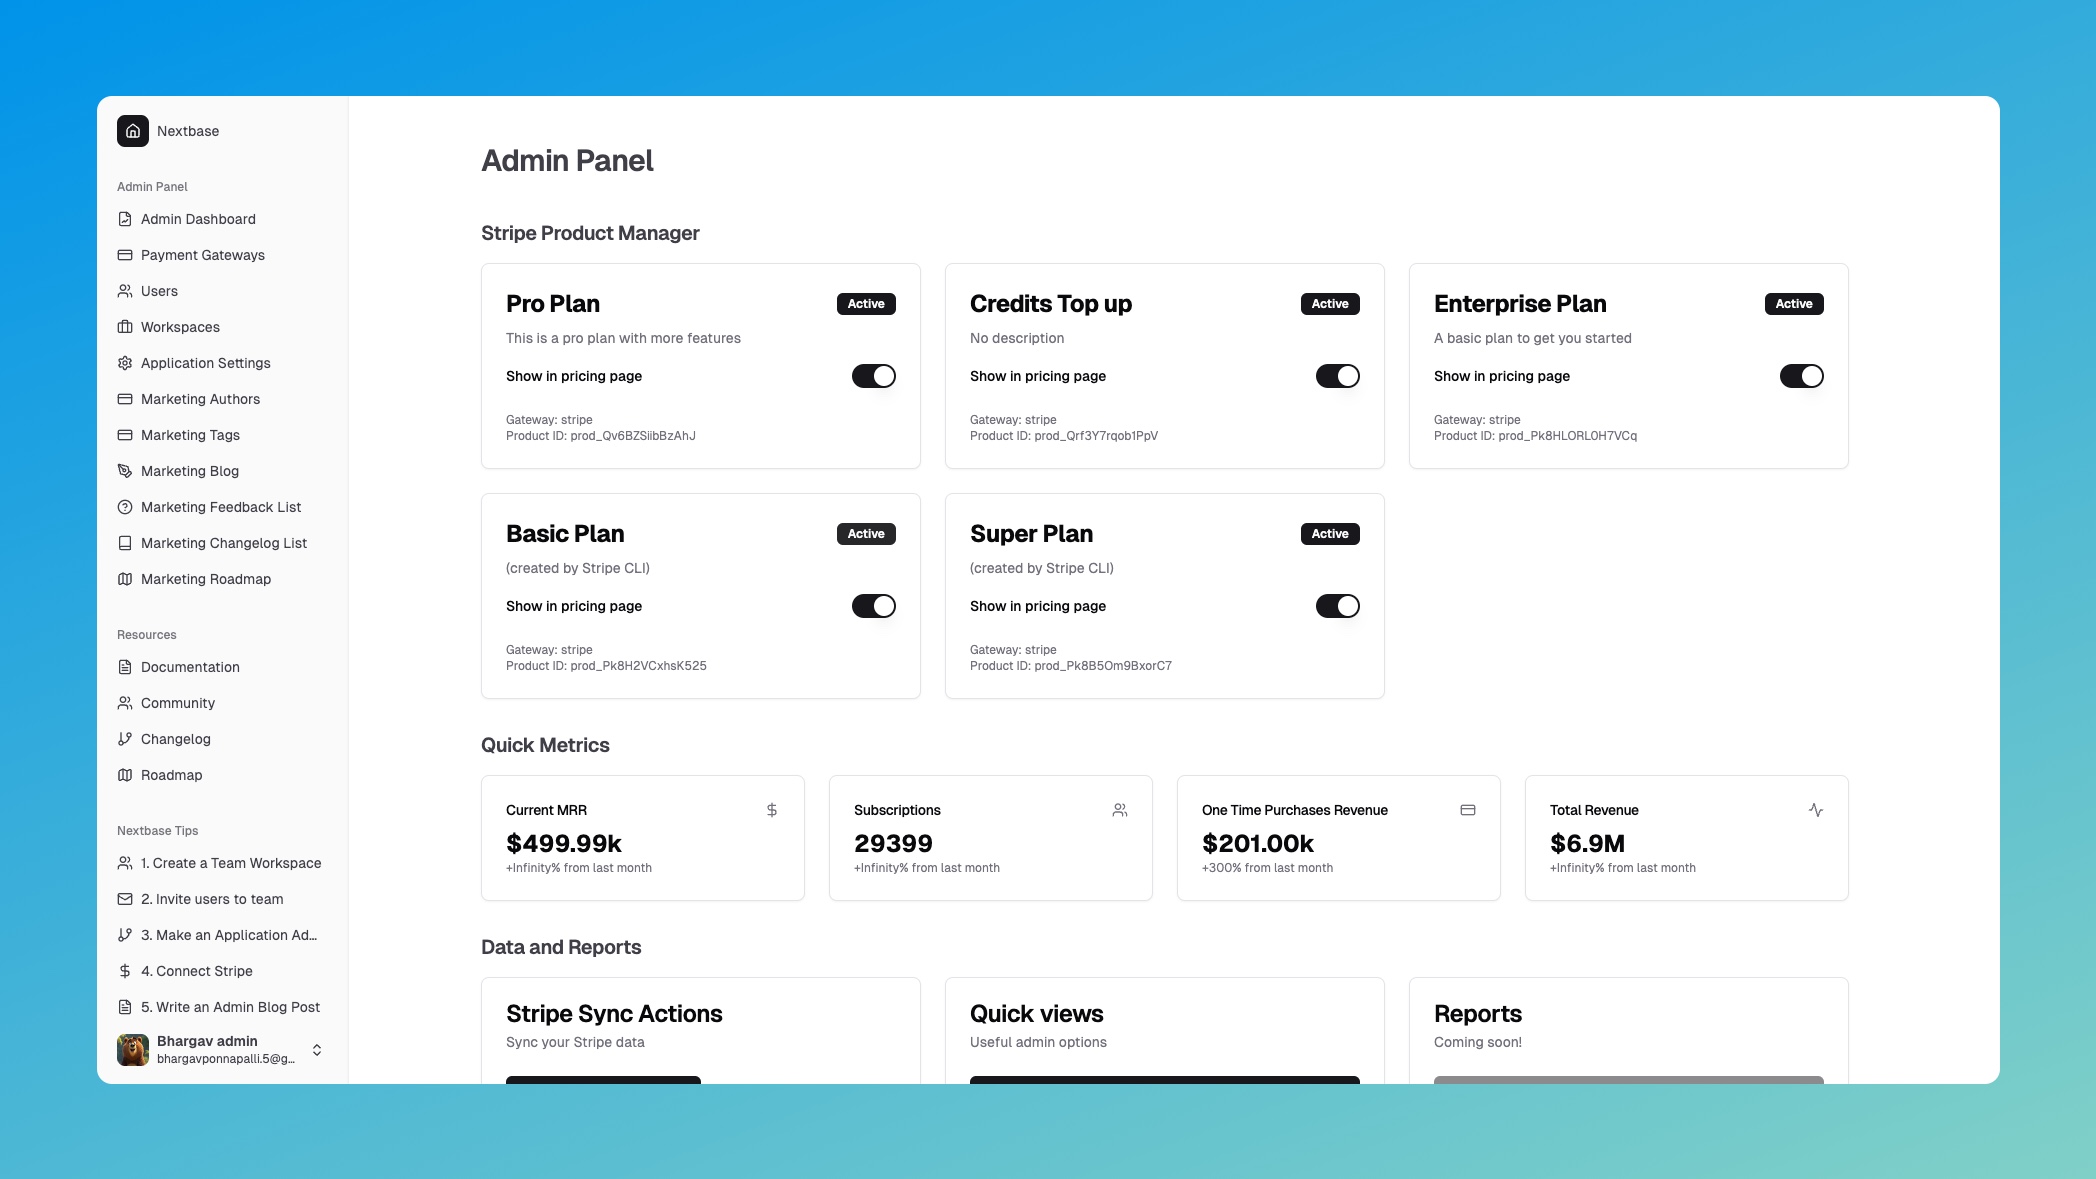 Nextbase
Admin Panel
Admin Dashboard
Payment Gateways
Users
Workspaces
Application Settings
Marketing Authors
Marketing Tags
Marketing Blog
Marketing Feedback List
Marketing Changelog List
Marketing Roadmap
Resources
Documentation
Community
Changelog
Roadmap
Nextbase Tips
1. Create a Team Workspace
2. Invite users to team
3. Make an Application Ad...
4. Connect Stripe
5. Write an Admin Blog Post
Bhargav admin
bhargavponnapalli.5@g...
Admin Panel
Stripe Product Manager
Pro Plan
Active
This is a pro plan with more features
Show in pricing page
Gateway: stripe
Product ID: prod_Qv6BZSiibBzAhJ
Credits Top up
Active
No description
Show in pricing page
Gateway: stripe
Product ID: prod_Qrf3Y7rqob1PpV
Enterprise Plan
Active
A basic plan to get you started
Show in pricing page
Gateway: stripe
Product ID: prod_Pk8HLORL0H7VCq
Basic Plan
Active
(created by Stripe CLI)
Show in pricing page
Gateway: stripe
Product ID: prod_Pk8H2VCxhsK525
Super Plan
Active
(created by Stripe CLI)
Show in pricing page
Gateway: stripe
Product ID: prod_Pk8B5Om9BxorC7
Quick Metrics
Current MRR
$499.99k
+Infinity% from last month
Subscriptions
29399
+Infinity% from last month
One Time Purchases Revenue
$201.00k
+300% from last month
Total Revenue
$6.9M
+Infinity% from last month
Data and Reports
Stripe Sync Actions
Sync your Stripe data
Quick views
Useful admin options
Reports
Coming soon!